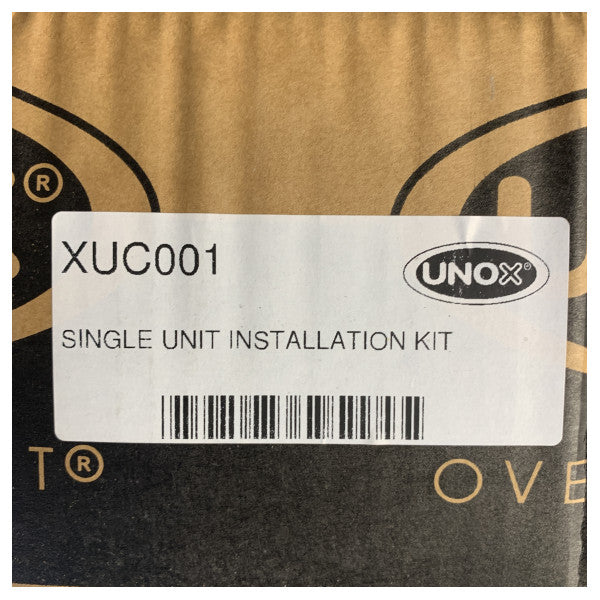 ®
XUC001
UNOX®
SINGLE UNIT INSTALLATION KIT
T® OVE